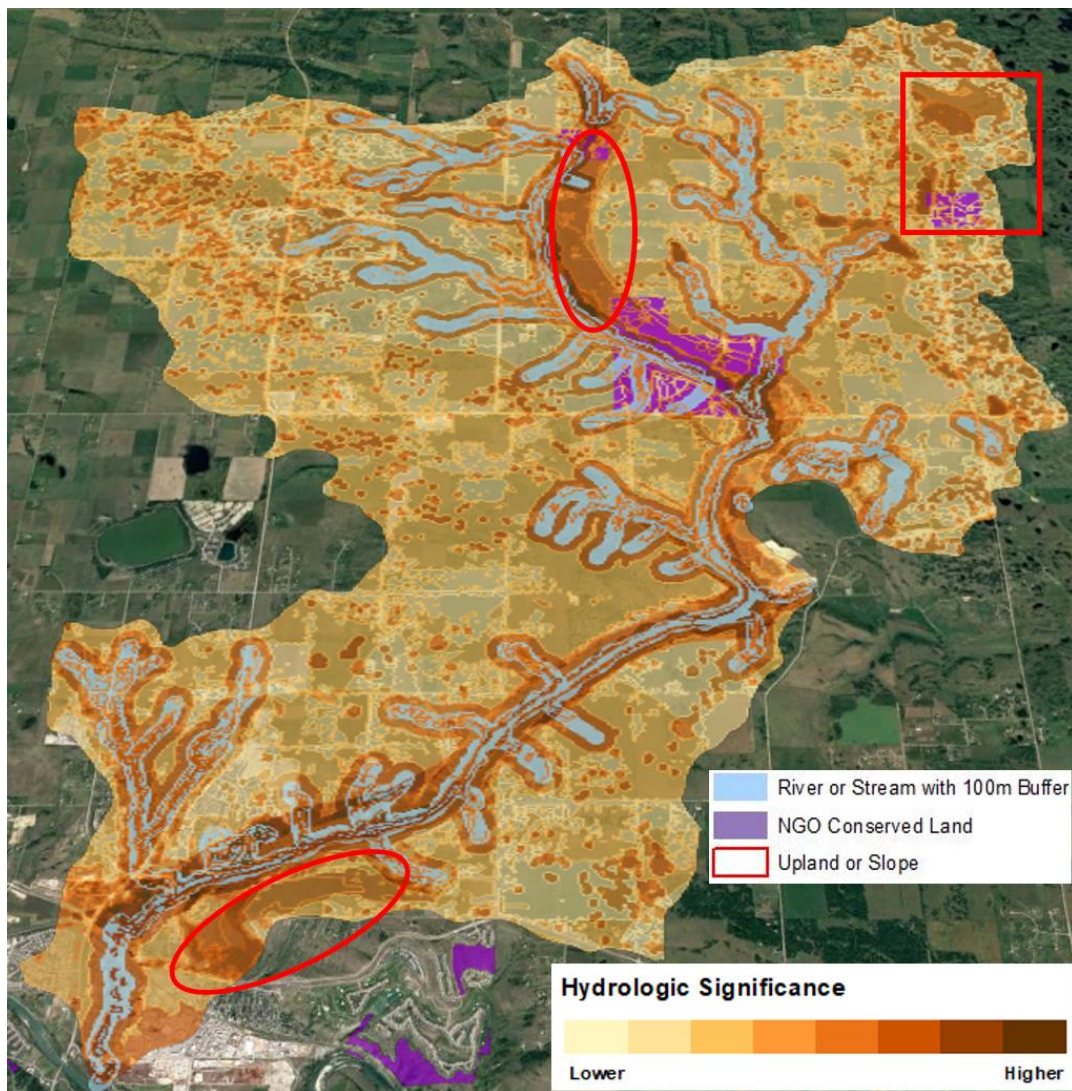 River or Stream with 100m Buffer
NGO Conserved Land
Upland or Slope
Hydrologic Significance
Lower Higher